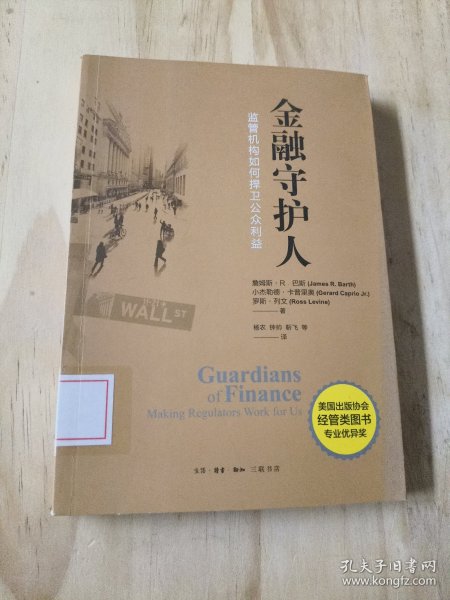 金融守护人
监管机构如何捍卫公众利益
詹姆斯·R 巴斯 (James R. Barth)
小杰勒德·卡普里奥 (Gerard Caprio Jr.)
罗斯·列文 (Ross Levine)
著
杨农 钟帅 靳飞 等
译
WALL ST
Guardians
of Finance
Making Regulators Work for Us
美国出版协会
经管类图书
专业优异奖
生活·读书·新知 三联书店
孔夫子旧书网
www.kongfz.com